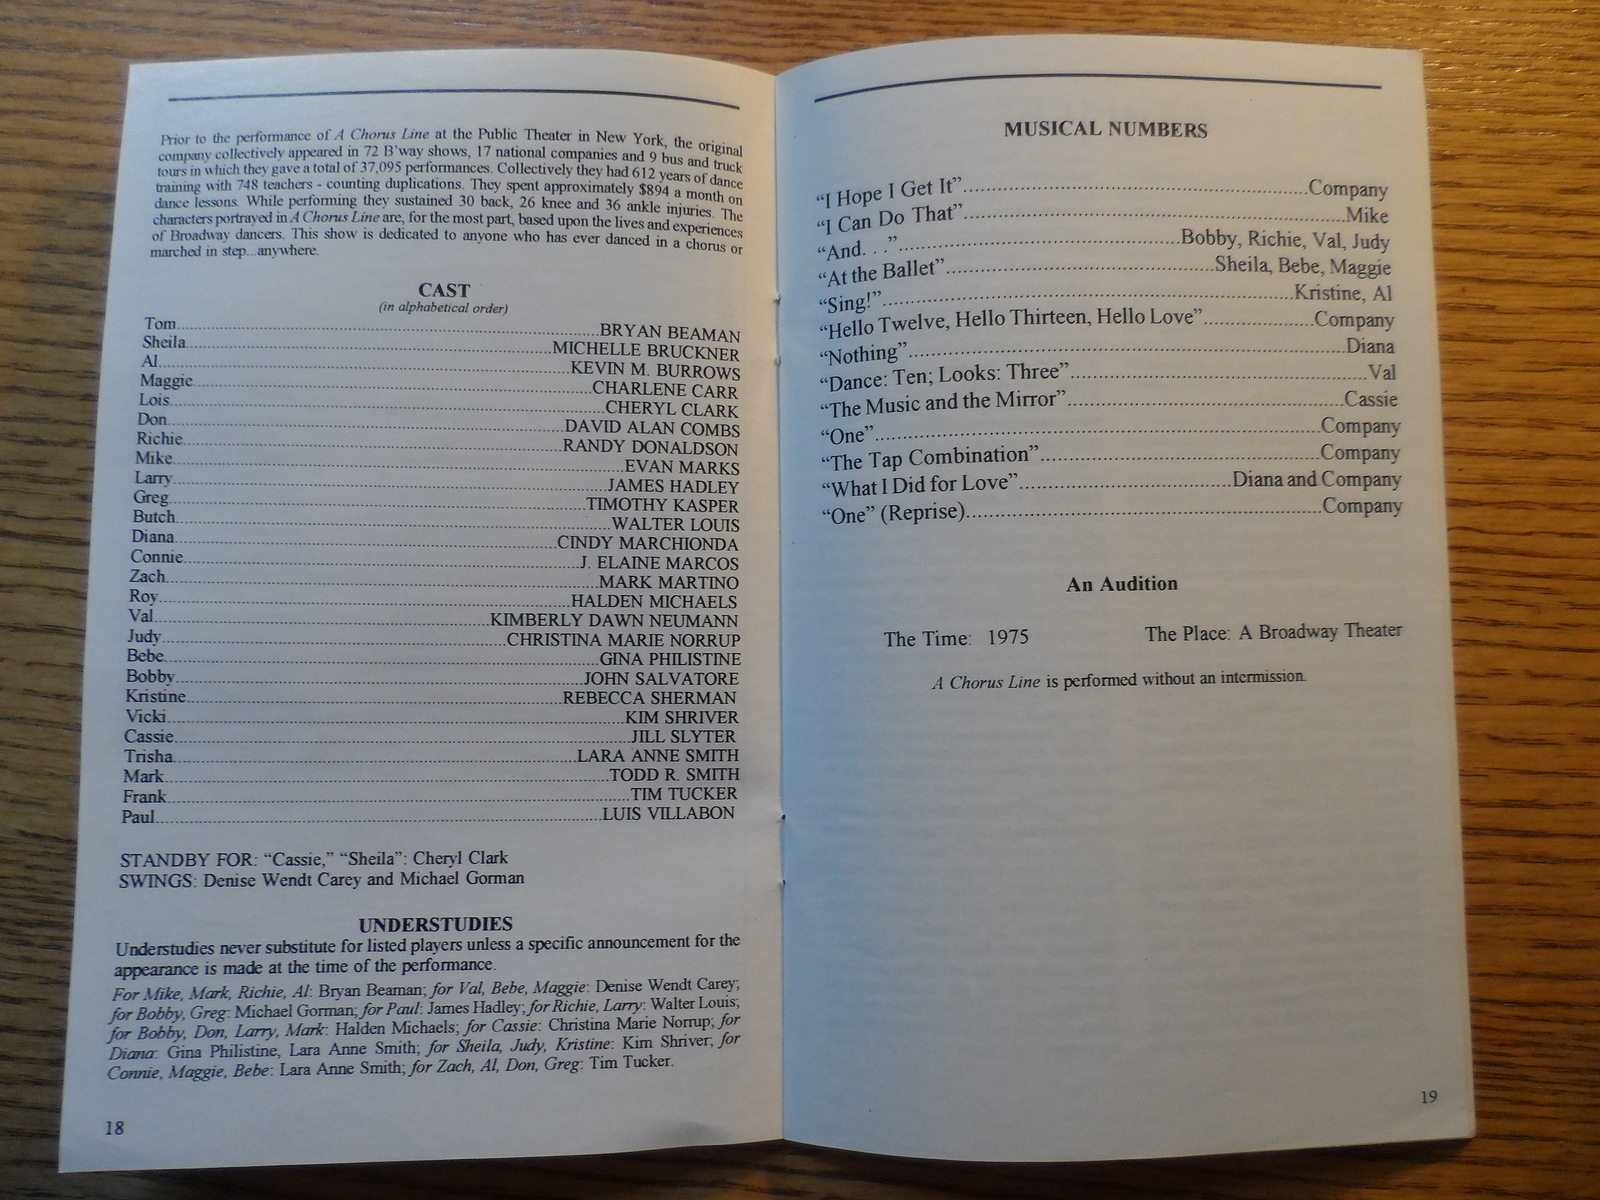 Prior to the performance of A Chorus Line at the Public Theater in New York, the original
company collectively appeared in 72 B'way shows, 17 national companies and 9 bus and truck
tours in which they gave a total of 37,095 performances. Collectively they had 612 years of dance
training with 748 teachers - counting duplications. They spent approximately $894 a month on
dance lessons. While performing they sustained 30 back, 26 knee and 36 ankle injuries. The
characters portrayed in A Chorus Line are, for the most part, based upon the lives and experiences
of Broadway dancers. This show is dedicated to anyone who has ever danced in a chorus or
marched in step...anywhere.
CAST
(in alphabetical order)
Tom...BRYAN BEAMAN
Sheila...MICHELLE BRUCKNER
Al...KEVIN M. BURROWS
Maggie...CHARLENE CARR
Lois...CHERYL CLARK
Don...DAVID ALAN COMBS
Richie...RANDY DONALDSON
Mike...EVAN MARKS
Larry...JAMES HADLEY
Greg...TIMOTHY KASPER
Butch...WALTER LOUIS
Diana...CINDY MARCHIONDA
Connie...J. ELAINE MARCOS
Zach...MARK MARTINO
Roy...HALDEN MICHAELS
Val...KIMBERLY DAWN NEUMANN
Judy...CHRISTINA MARIE NORRUP
Bebe...GINA PHILISTINE
Bobby...JOHN SALVATORE
Kristine...REBECCA SHERMAN
Vicki...KIM SHRIVER
Cassie...JILL SLYTER
Trisha...LARA ANNE SMITH
Mark...TODD R. SMITH
Frank...TIM TUCKER
Paul...LUIS VILLABON
STANDBY FOR: "Cassie," "Sheila": Cheryl Clark
SWINGS: Denise Wendt Carey and Michael Gorman
UNDERSTUDIES
Understudies never substitute for listed players unless a specific announcement for the
appearance is made at the time of the performance.
For Mike, Mark, Richie, Al: Bryan Beaman; for Val, Bebe, Maggie: Denise Wendt Carey;
for Bobby, Greg: Michael Gorman; for Paul: James Hadley; for Richie, Larry: Walter Louis;
for Bobby, Don, Larry, Mark: Halden Michaels; for Cassie: Christina Marie Norrup; for
Diana: Gina Philistine, Lara Anne Smith; for Sheila, Judy, Kristine: Kim Shriver; for
Connie, Maggie, Bebe: Lara Anne Smith; for Zach, Al, Don, Greg: Tim Tucker.
18
MUSICAL NUMBERS
"I Hope I Get It"...Company
"I Can Do That"...Mike
"And. . ."...Bobby, Richie, Val, Judy
"At the Ballet"...Sheila, Bebe, Maggie
"Sing!"...Kristine, Al
"Hello Twelve, Hello Thirteen, Hello Love"...Company
"Nothing"...Diana
"Dance: Ten; Looks: Three"...Val
"The Music and the Mirror"...Cassie
"One"...Company
"The Tap Combination"...Company
"What I Did for Love"...Diana and Company
"One" (Reprise)...Company
An Audition
The Time: 1975 The Place: A Broadway Theater
A Chorus Line is performed without an intermission.
19